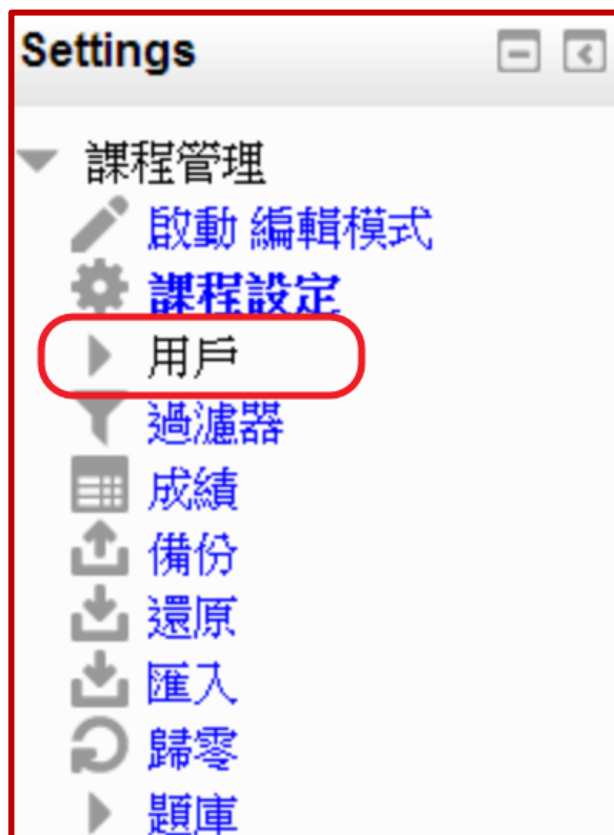 Settings
課程管理
啟動 編輯模式
課程設定
用戶
過濾器
成績
備份
還原
匯入
歸零
題庫